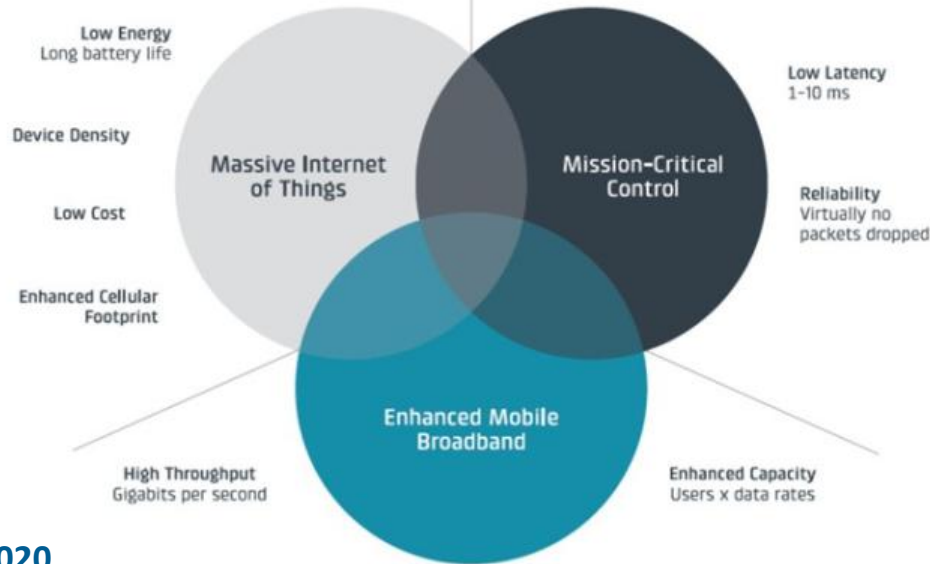 Low Energy
Long battery life
Low Latency
1-10 ms
Device Density
Massive Internet
of Things
Mission-Critical
Control
Low Cost
Reliability
Virtually no
packets dropped
Enhanced Cellular
Footprint
Enhanced Mobile
Broadband
High Throughput
Gigabits per second
Enhanced Capacity
Users x data rates